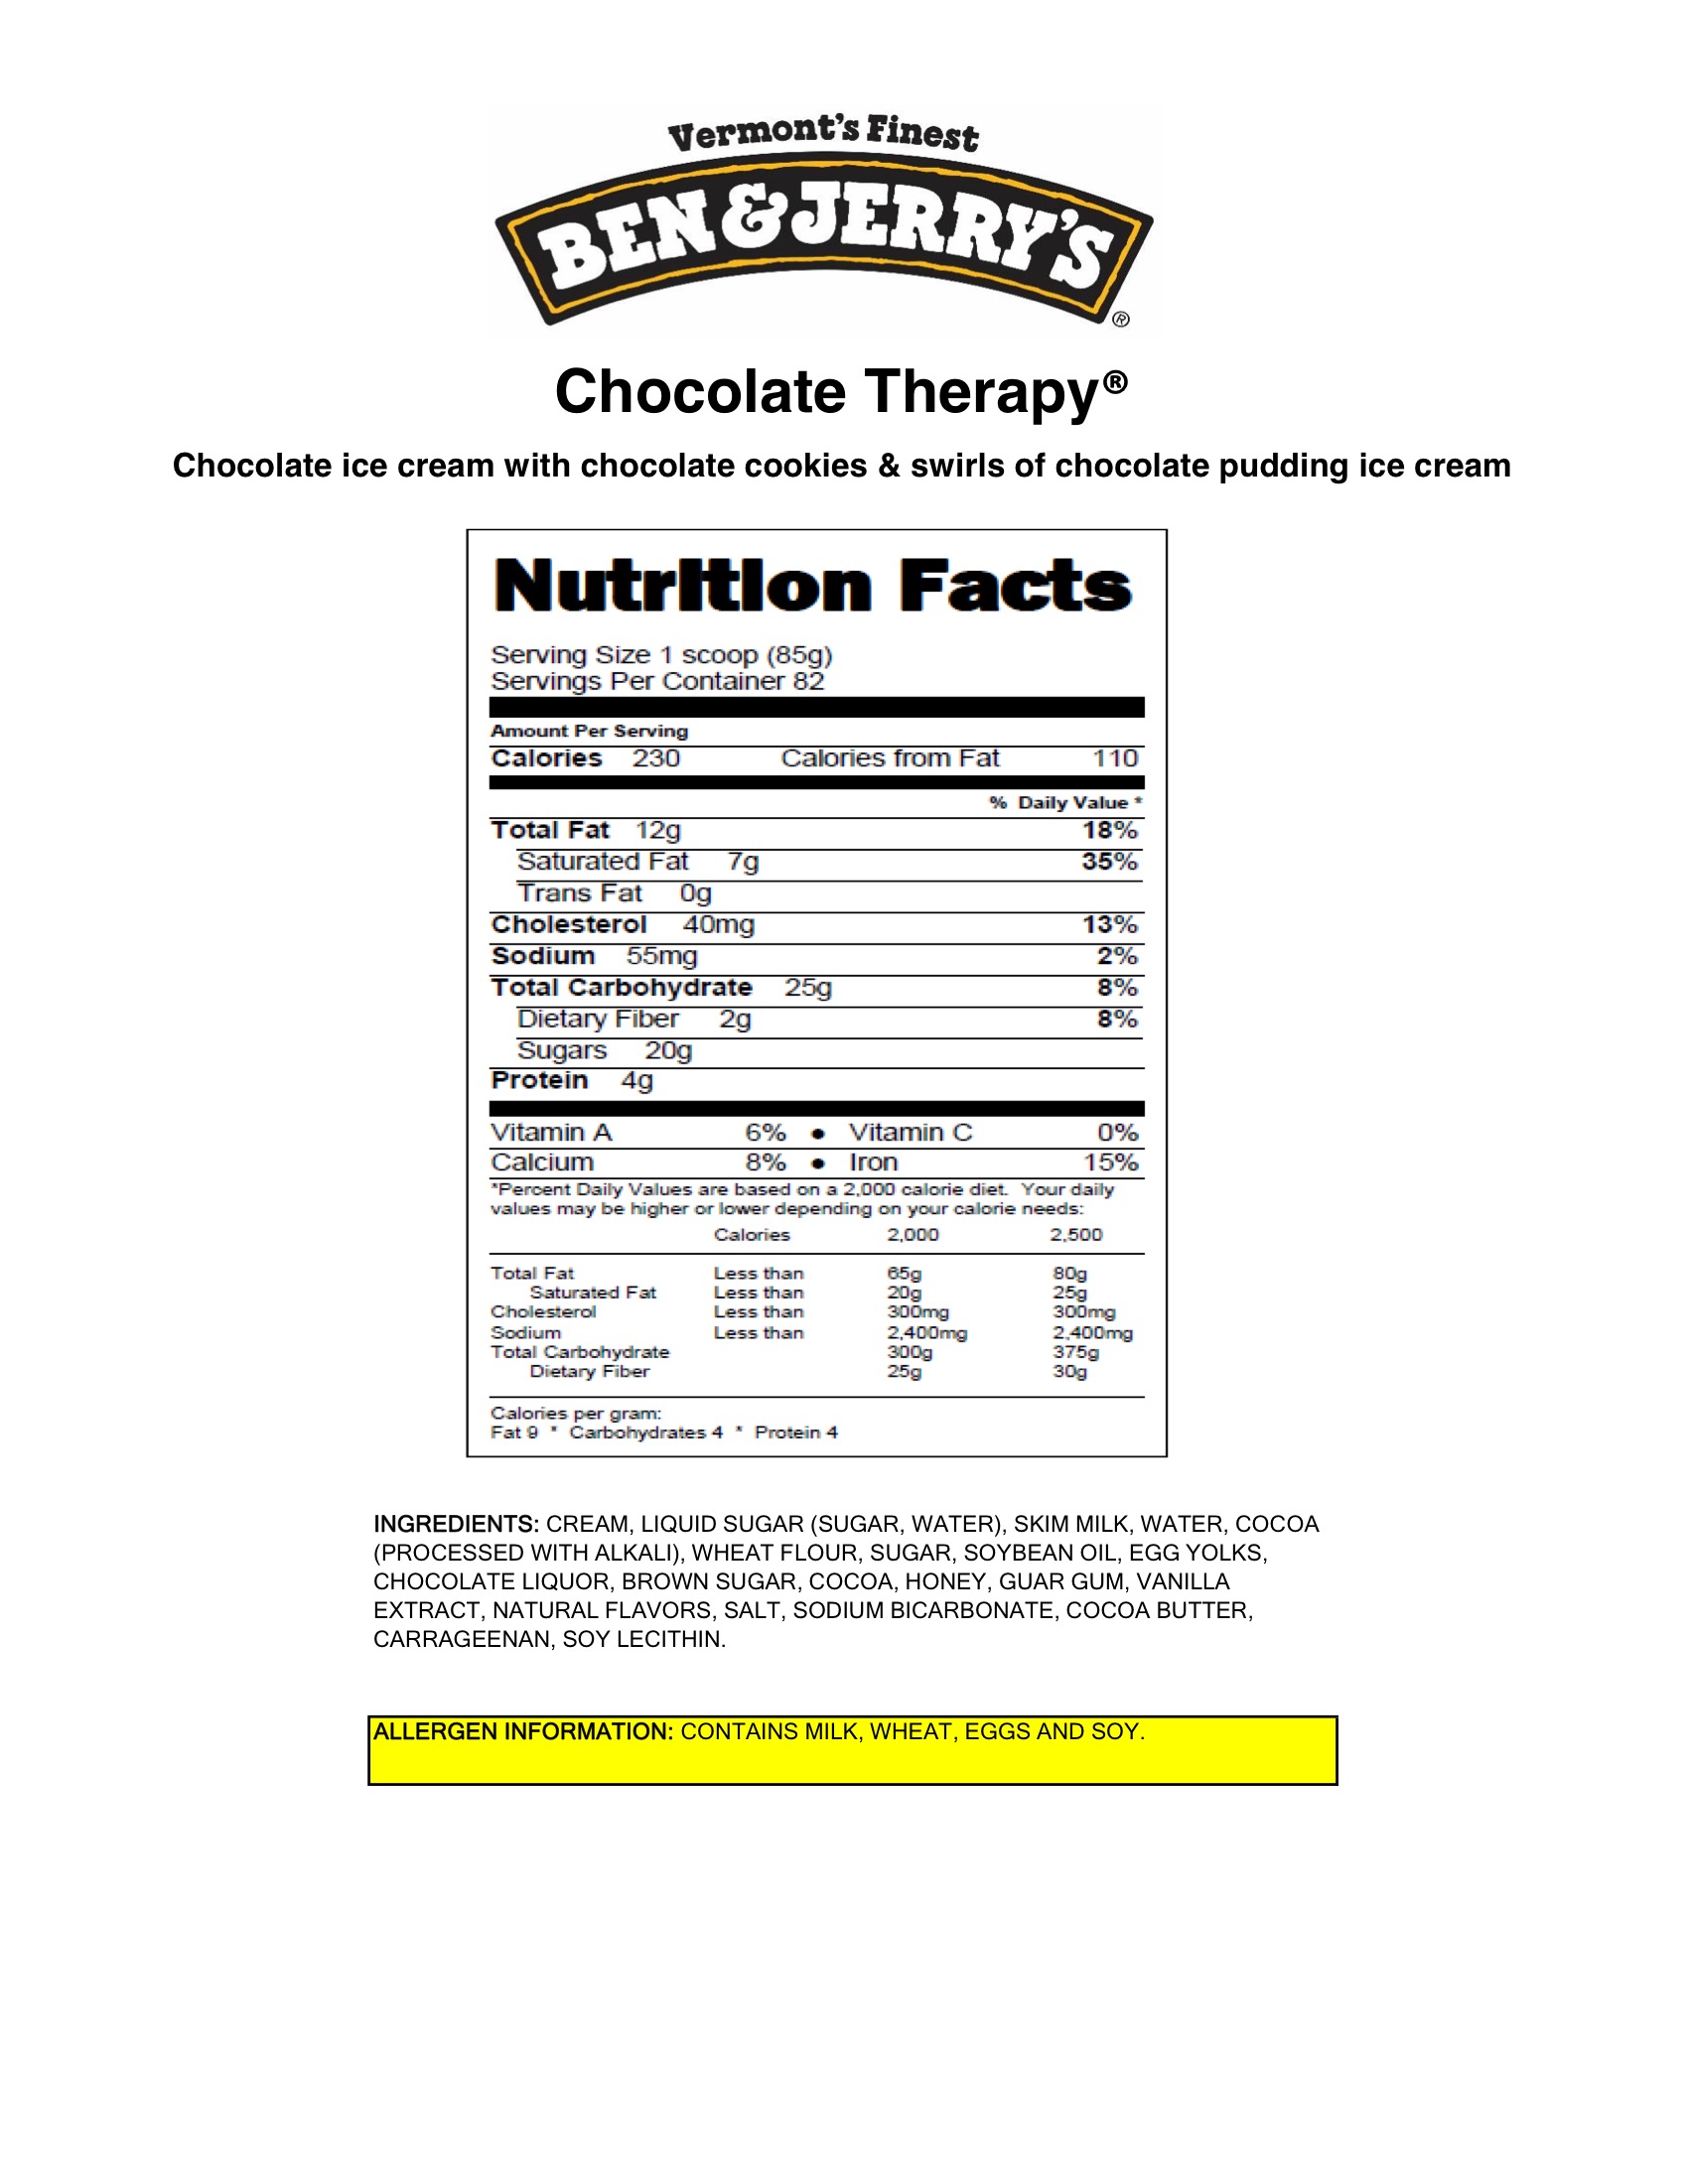 Vermont's Finest
BEN & JERRY'S
®
Chocolate Therapy®
Chocolate ice cream with chocolate cookies & swirls of chocolate pudding ice cream
Nutrition Facts
Serving Size 1 scoop (85g)
Servings Per Container 82
Amount Per Serving
Calories 230 Calories from Fat 110
% Daily Value *
Total Fat 12g 18%
Saturated Fat 7g 35%
Trans Fat 0g
Cholesterol 40mg 13%
Sodium 55mg 2%
Total Carbohydrate 25g 8%
Dietary Fiber 2g 8%
Sugars 20g
Protein 4g
Vitamin A 6% • Vitamin C 0%
Calcium 8% • Iron 15%
*Percent Daily Values are based on a 2,000 calorie diet. Your daily
values may be higher or lower depending on your calorie needs:
Calories 2,000 2,500
Total Fat Less than 65g 80g
Saturated Fat Less than 20g 25g
Cholesterol Less than 300mg 300mg
Sodium Less than 2,400mg 2,400mg
Total Carbohydrate 300g 375g
Dietary Fiber 25g 30g
Calories per gram:
Fat 9 * Carbohydrates 4 * Protein 4
INGREDIENTS: CREAM, LIQUID SUGAR (SUGAR, WATER), SKIM MILK, WATER, COCOA
(PROCESSED WITH ALKALI), WHEAT FLOUR, SUGAR, SOYBEAN OIL, EGG YOLKS,
CHOCOLATE LIQUOR, BROWN SUGAR, COCOA, HONEY, GUAR GUM, VANILLA
EXTRACT, NATURAL FLAVORS, SALT, SODIUM BICARBONATE, COCOA BUTTER,
CARRAGEENAN, SOY LECITHIN.
ALLERGEN INFORMATION: CONTAINS MILK, WHEAT, EGGS AND SOY.